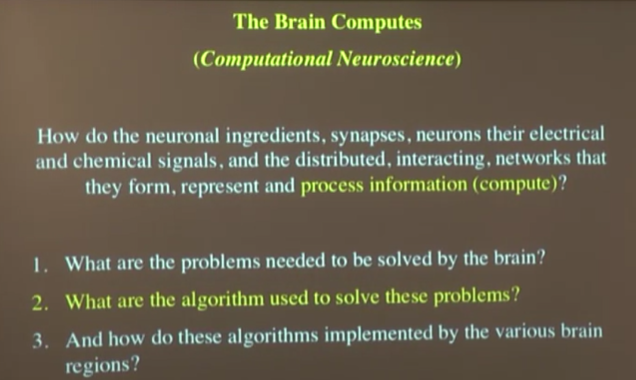 The Brain Computes
(Computational Neuroscience)
How do the neuronal ingredients, synapses, neurons their electrical
and chemical signals, and the distributed, interacting, networks that
they form, represent and process information (compute)?
1. What are the problems needed to be solved by the brain?
2. What are the algorithm used to solve these problems?
3. And how do these algorithms implemented by the various brain
regions?